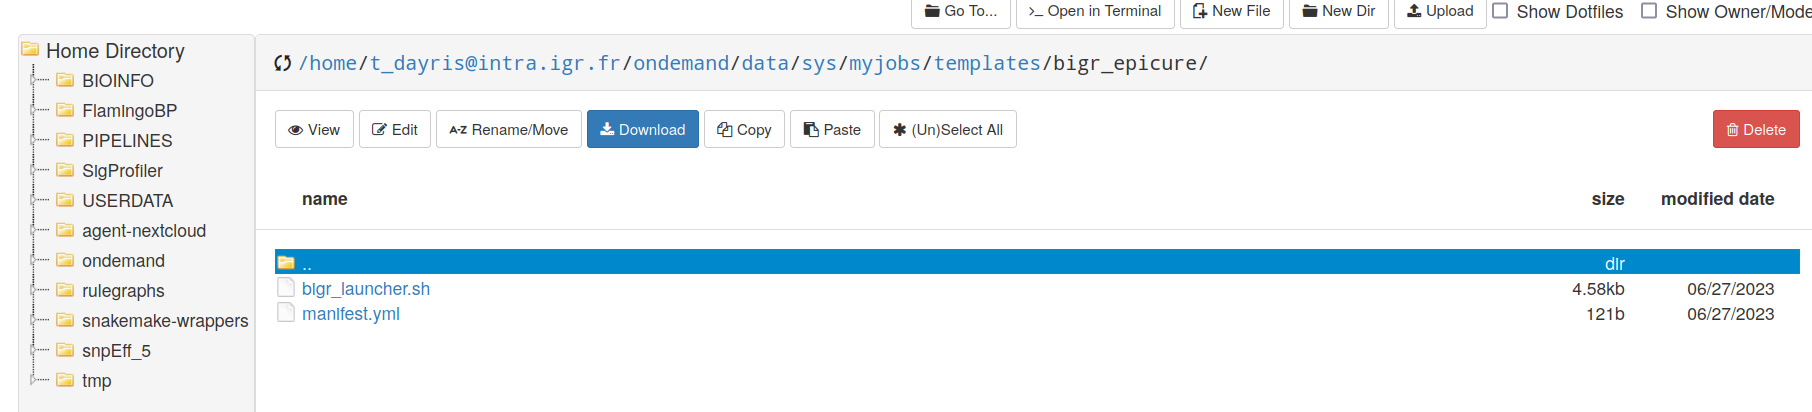 Go To... Open in Terminal New File New Dir Upload Show Dotfiles Show Owner/Mode
Home Directory
BIOINFO
FlamingoBP
PIPELINES
SigProfiler
USERDATA
agent-nextcloud
ondemand
rulegraphs
snakemake-wrappers
snpEff_5
tmp
/home/t_dayris@intra.igr.fr/ondemand/data/sys/myjobs/templates/bigr_epicure/
View Edit A-Z Rename/Move Download Copy Paste (Un)Select All Delete
name size modified date
.. dir
bigr_launcher.sh 4.58kb 06/27/2023
manifest.yml 121b 06/27/2023